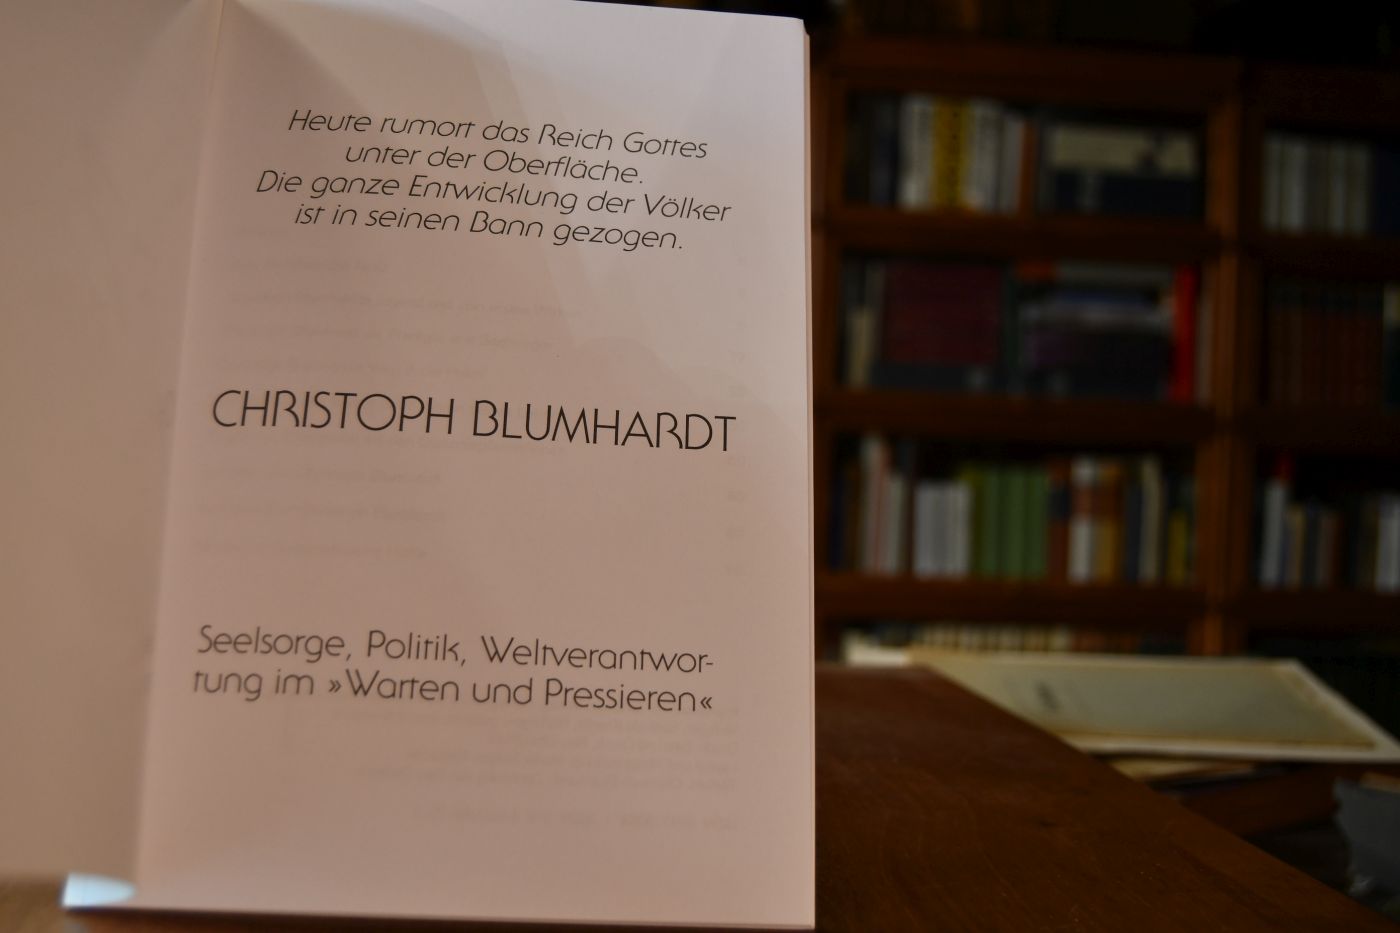 Heute rumort das Reich Gottes
unter der Oberfläche.
Die ganze Entwicklung der Völker
ist in seinen Bann gezogen.
CHRISTOPH BLUMHARDT
Seelsorge, Politik, Weltverantwor-
tung im »Warten und Pressieren«